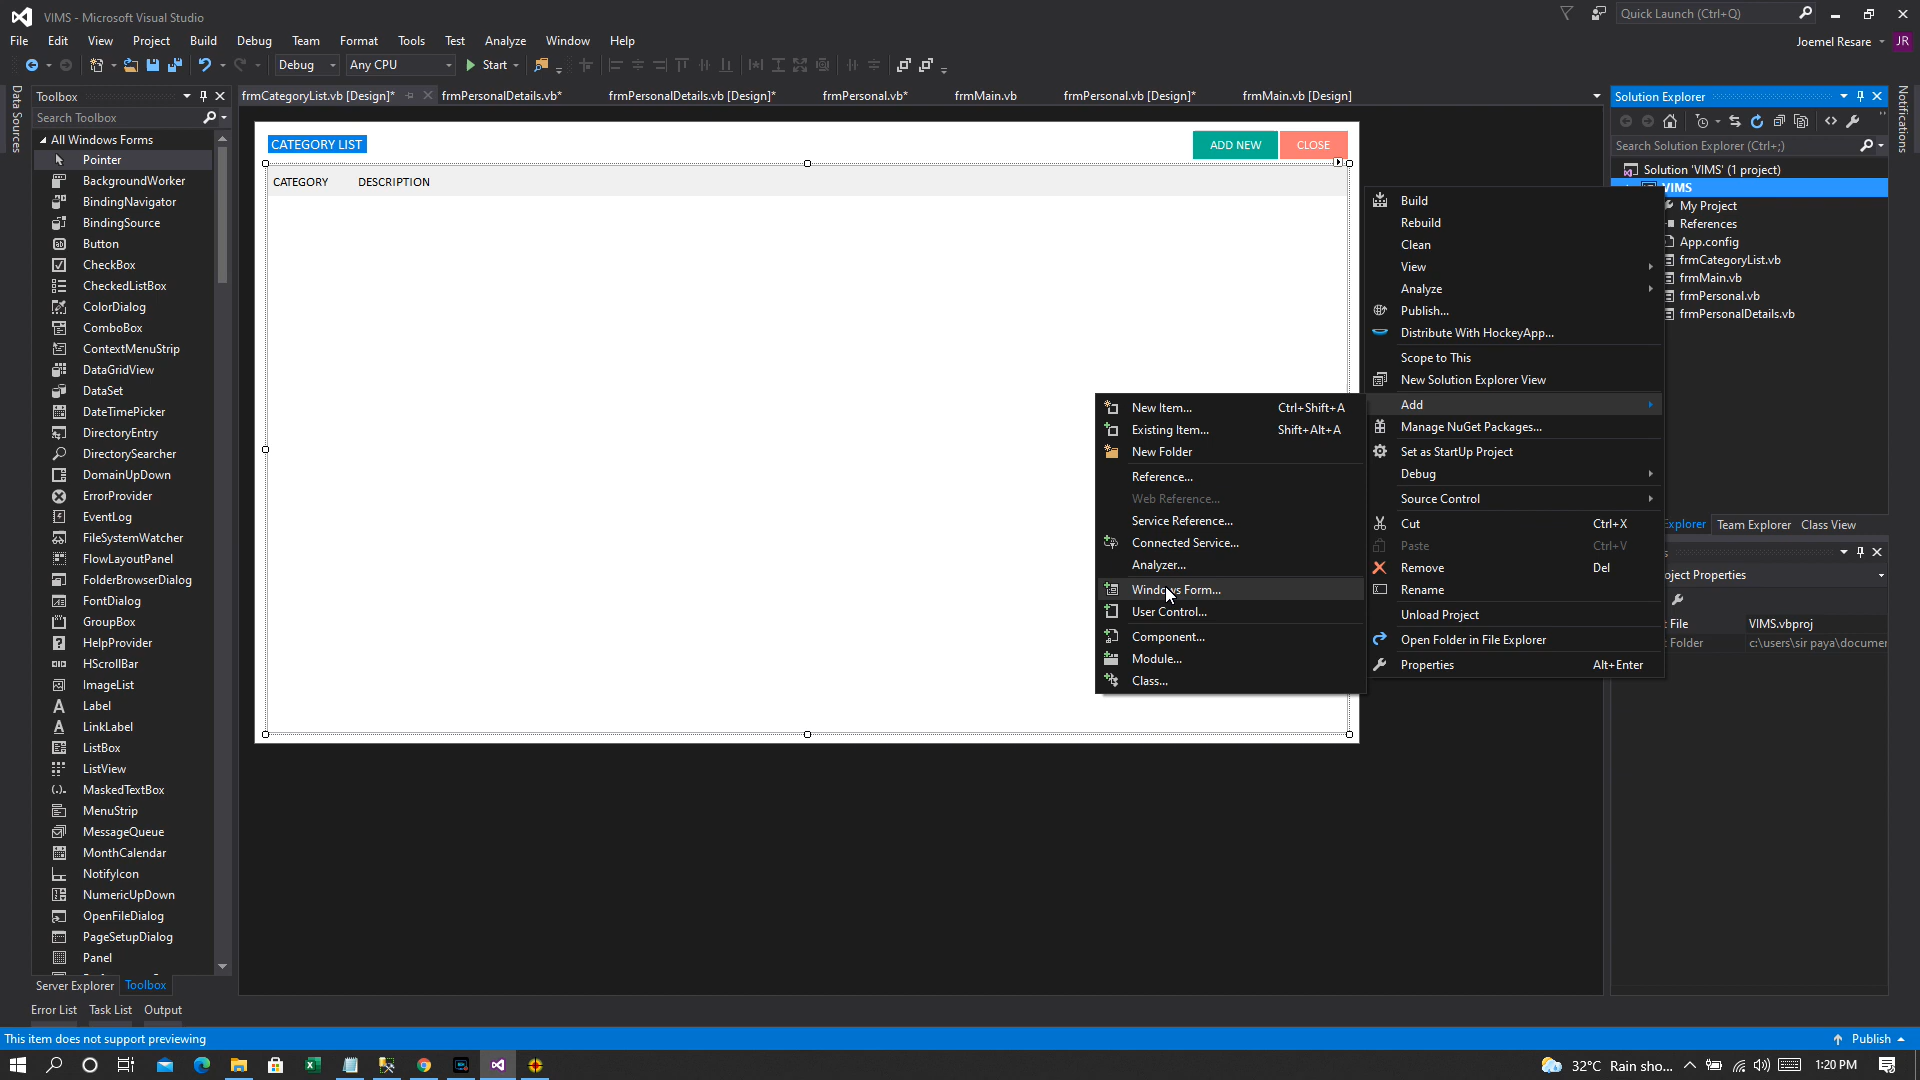 VIMS - Microsoft Visual Studio
Quick Launch (Ctrl+Q)
File Edit View Project Build Debug Team Format Tools Test Analyze Window Help
Joemel Resare JR
Debug Any CPU Start
Data Sources
Toolbox
Search Toolbox
All Windows Forms
Pointer
BackgroundWorker
BindingNavigator
BindingSource
Button
CheckBox
CheckedListBox
ColorDialog
ComboBox
ContextMenuStrip
DataGridView
DataSet
DateTimePicker
DirectoryEntry
DirectorySearcher
DomainUpDown
ErrorProvider
EventLog
FileSystemWatcher
FlowLayoutPanel
FolderBrowserDialog
FontDialog
GroupBox
HelpProvider
HScrollBar
ImageList
Label
LinkLabel
ListBox
ListView
MaskedTextBox
MenuStrip
MessageQueue
MonthCalendar
NotifyIcon
NumericUpDown
OpenFileDialog
PageSetupDialog
Panel
Server Explorer Toolbox
Error List Task List Output
frmCategoryList.vb [Design]* frmPersonalDetails.vb* frmPersonalDetails.vb [Design]* frmPersonal.vb* frmMain.vb frmPersonal.vb [Design]* frmMain.vb [Design]
CATEGORY LIST
ADD NEW CLOSE
CATEGORY DESCRIPTION
New Item... Ctrl+Shift+A
Existing Item... Shift+Alt+A
New Folder
Reference...
Web Reference...
Service Reference...
Connected Service...
Analyzer...
Windows Form...
User Control...
Component...
Module...
Class...
Build
Rebuild
Clean
View
Analyze
Publish...
Distribute With HockeyApp...
Scope to This
New Solution Explorer View
Add
Manage NuGet Packages...
Set as StartUp Project
Debug
Source Control
Cut Ctrl+X
Paste Ctrl+V
Remove Del
Rename
Unload Project
Open Folder in File Explorer
Properties Alt+Enter
Solution Explorer
Search Solution Explorer (Ctrl+;)
Solution 'VIMS' (1 project)
VIMS
My Project
References
App.config
frmCategoryList.vb
frmMain.vb
frmPersonal.vb
frmPersonalDetails.vb
Explorer Team Explorer Class View
oject Properties
File VIMS.vbproj
Folder c:\users\sir paya\documen
Notifications
This item does not support previewing
Publish
32°C Rain sho... 1:20 PM